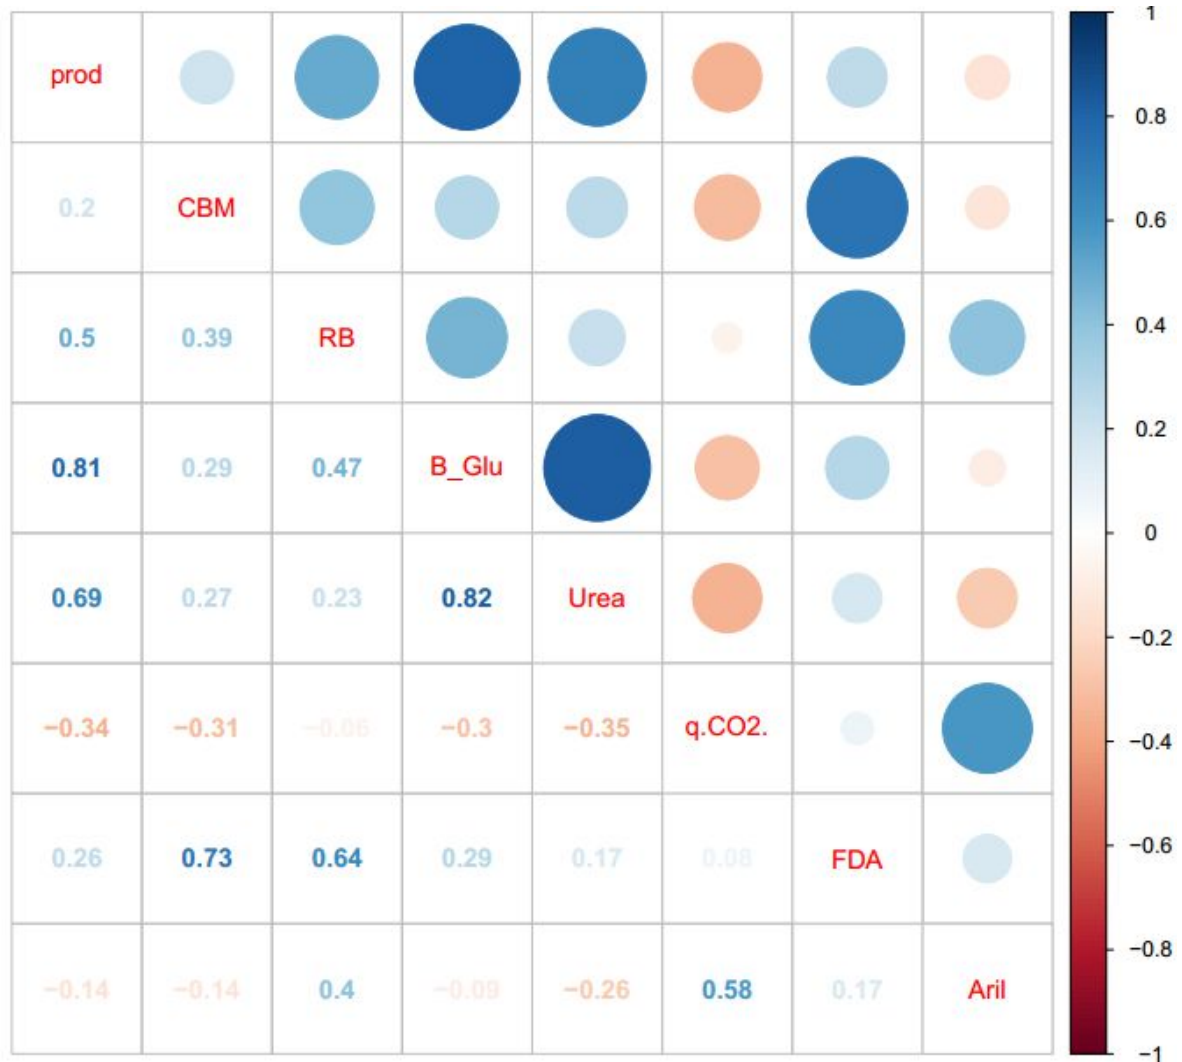 prod
0.2 CBM
0.5 0.39 RB
0.81 0.29 0.47 B_Glu
0.69 0.27 0.23 0.82 Urea
−0.34 −0.31 −0.06 −0.3 −0.35 q.CO2.
0.26 0.73 0.64 0.29 0.17 0.08 FDA
−0.14 −0.14 0.4 −0.09 −0.26 0.58 0.17 Aril
1
0.8
0.6
0.4
0.2
0
−0.2
−0.4
−0.6
−0.8
−1